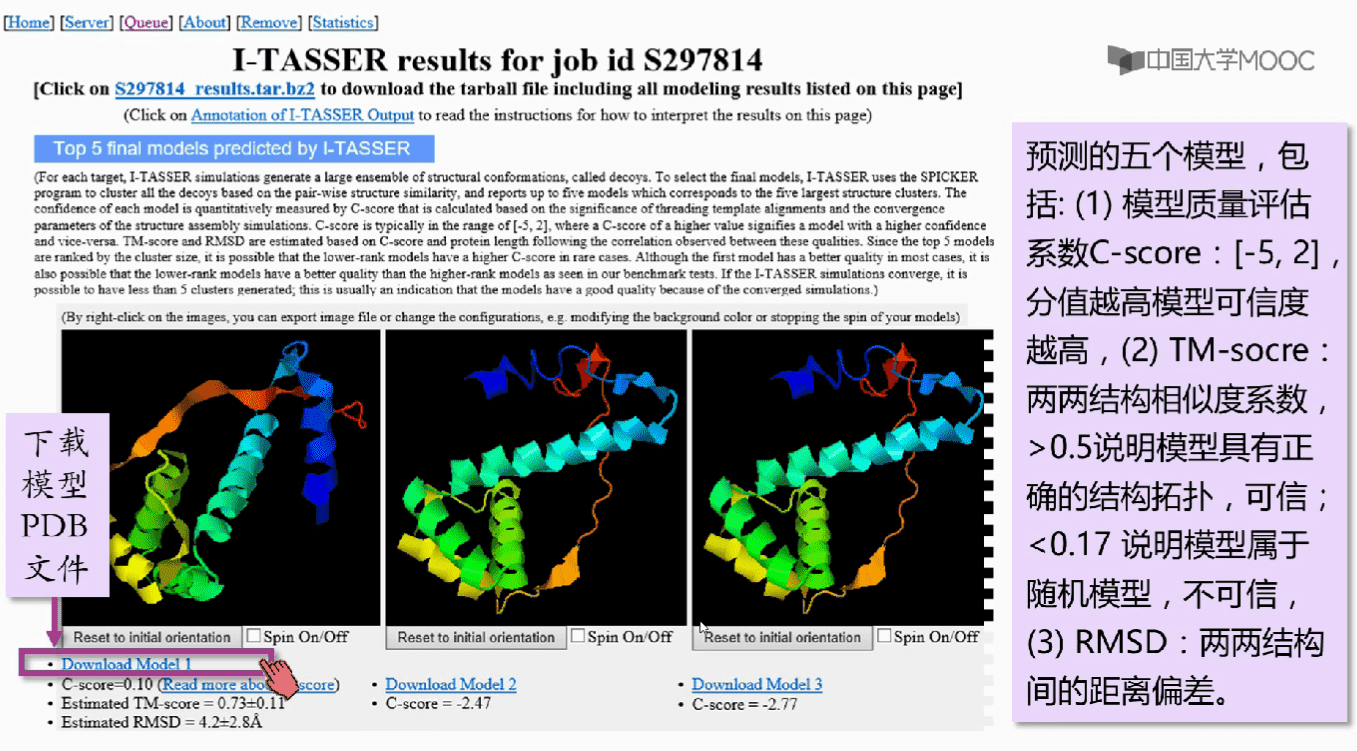 [Home] [Server] [Queue] [About] [Remove] [Statistics]
I-TASSER results for job id S297814
[Click on S297814_results.tar.bz2 to download the tarball file including all modeling results listed on this page]
(Click on Annotation of I-TASSER Output to read the instructions for how to interpret the results on this page)
Top 5 final models predicted by I-TASSER
(For each target, I-TASSER simulations generate a large ensemble of structural conformations, called decoys. To select the final models, I-TASSER uses the SPICKER
program to cluster all the decoys based on the pair-wise structure similarity, and reports up to five models which corresponds to the five largest structure clusters. The
confidence of each model is quantitatively measured by C-score that is calculated based on the significance of threading template alignments and the convergence
parameters of the structure assembly simulations. C-score is typically in the range of [-5, 2], where a C-score of a higher value signifies a model with a higher confidence
and vice-versa. TM-score and RMSD are estimated based on C-score and protein length following the correlation observed between these qualities. Since the top 5 models
are ranked by the cluster size, it is possible that the lower-rank models have a higher C-score in rare cases. Although the first model has a better quality in most cases, it is
also possible that the lower-rank models have a better quality than the higher-rank models as seen in our benchmark tests. If the I-TASSER simulations converge, it is
possible to have less than 5 clusters generated; this is usually an indication that the models have a good quality because of the converged simulations.)
(By right-click on the images, you can export image file or change the configurations, e.g. modifying the background color or stopping the spin of your models)
下载
模型
PDB
文件
Reset to initial orientation Spin On/Off
Reset to initial orientation Spin On/Off
Reset to initial orientation Spin On/Off
• Download Model 1
• C-score=0.10 (Read more abo score)
• Estimated TM-score = 0.73±0.11
• Estimated RMSD = 4.2±2.8Å
• Download Model 2
• C-score = -2.47
• Download Model 3
• C-score = -2.77
中国大学MOOC
预测的五个模型，包
括: (1) 模型质量评估
系数C-score：[-5, 2]，
分值越高模型可信度
越高，(2) TM-socre：
两两结构相似度系数，
>0.5说明模型具有正
确的结构拓扑，可信；
<0.17 说明模型属于
随机模型，不可信，
(3) RMSD：两两结构
间的距离偏差。